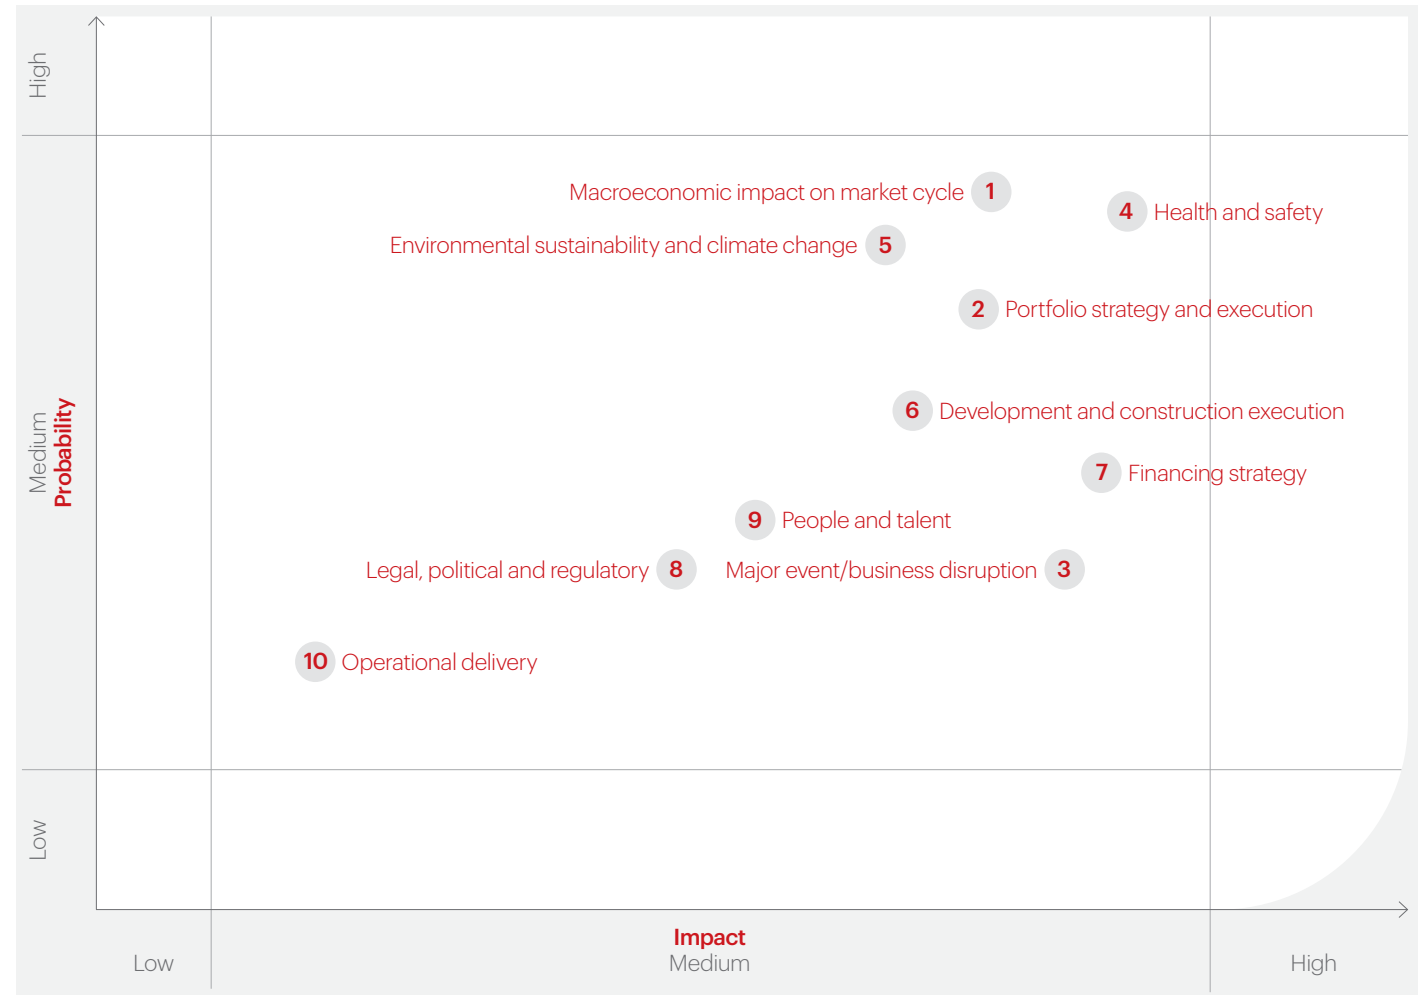 High
Macroeconomic impact on market cycle 1
4 Health and safety
Environmental sustainability and climate change 5
2 Portfolio strategy and execution
Medium
Probability
6 Development and construction execution
7 Financing strategy
9 People and talent
Legal, political and regulatory 8
Major event/business disruption 3
10 Operational delivery
Low
Impact
Low
Medium
High